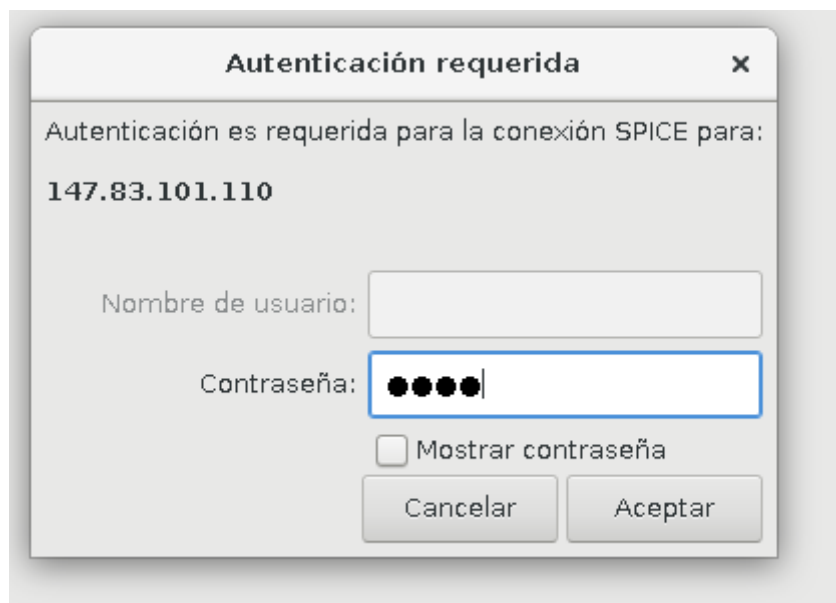 Autenticación requerida
Autenticación es requerida para la conexión SPICE para:
147.83.101.110
Nombre de usuario:
Contraseña: ●●●●
Mostrar contraseña
Cancelar Aceptar